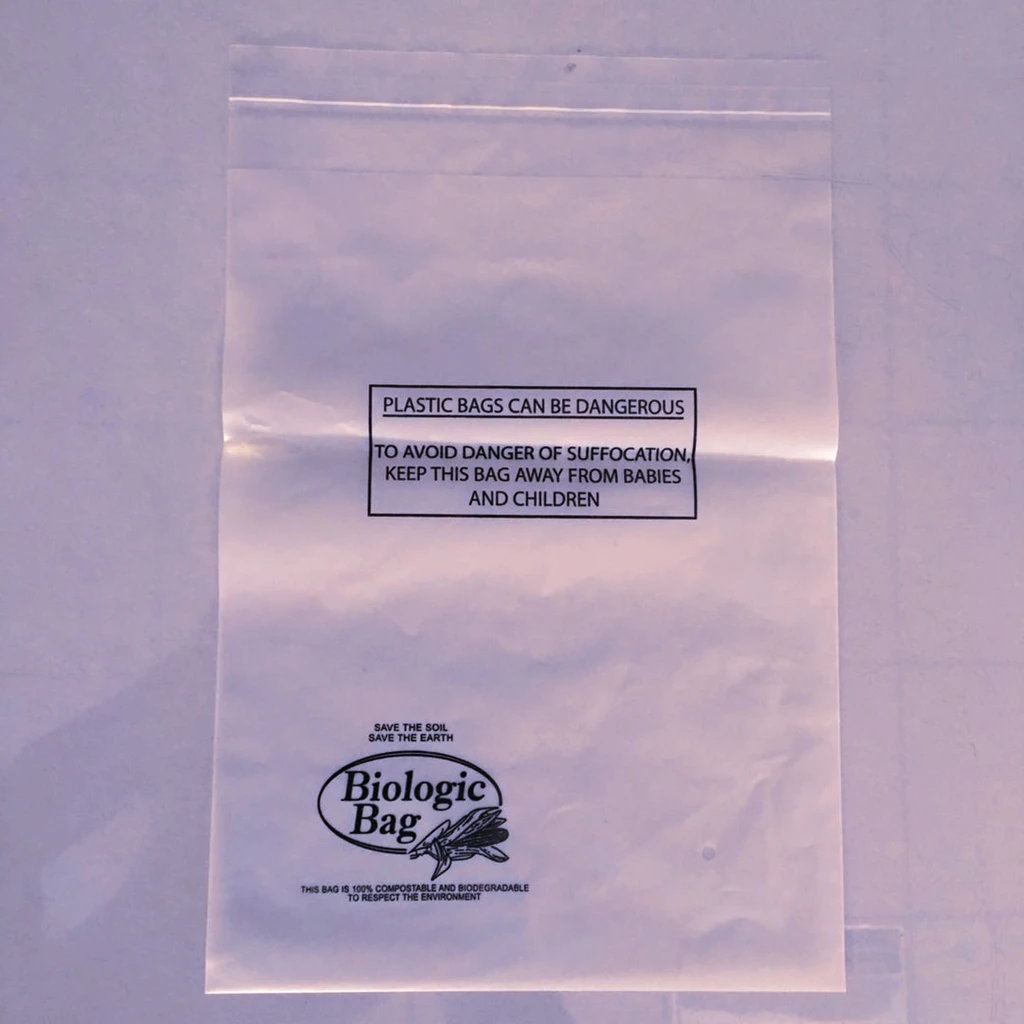 PLASTIC BAGS CAN BE DANGEROUS
TO AVOID DANGER OF SUFFOCATION,
KEEP THIS BAG AWAY FROM BABIES
AND CHILDREN
SAVE THE SOIL
SAVE THE EARTH
Biologic
Bag
THIS BAG IS 100% COMPOSTABLE AND BIODEGRADABLE
TO RESPECT THE ENVIRONMENT